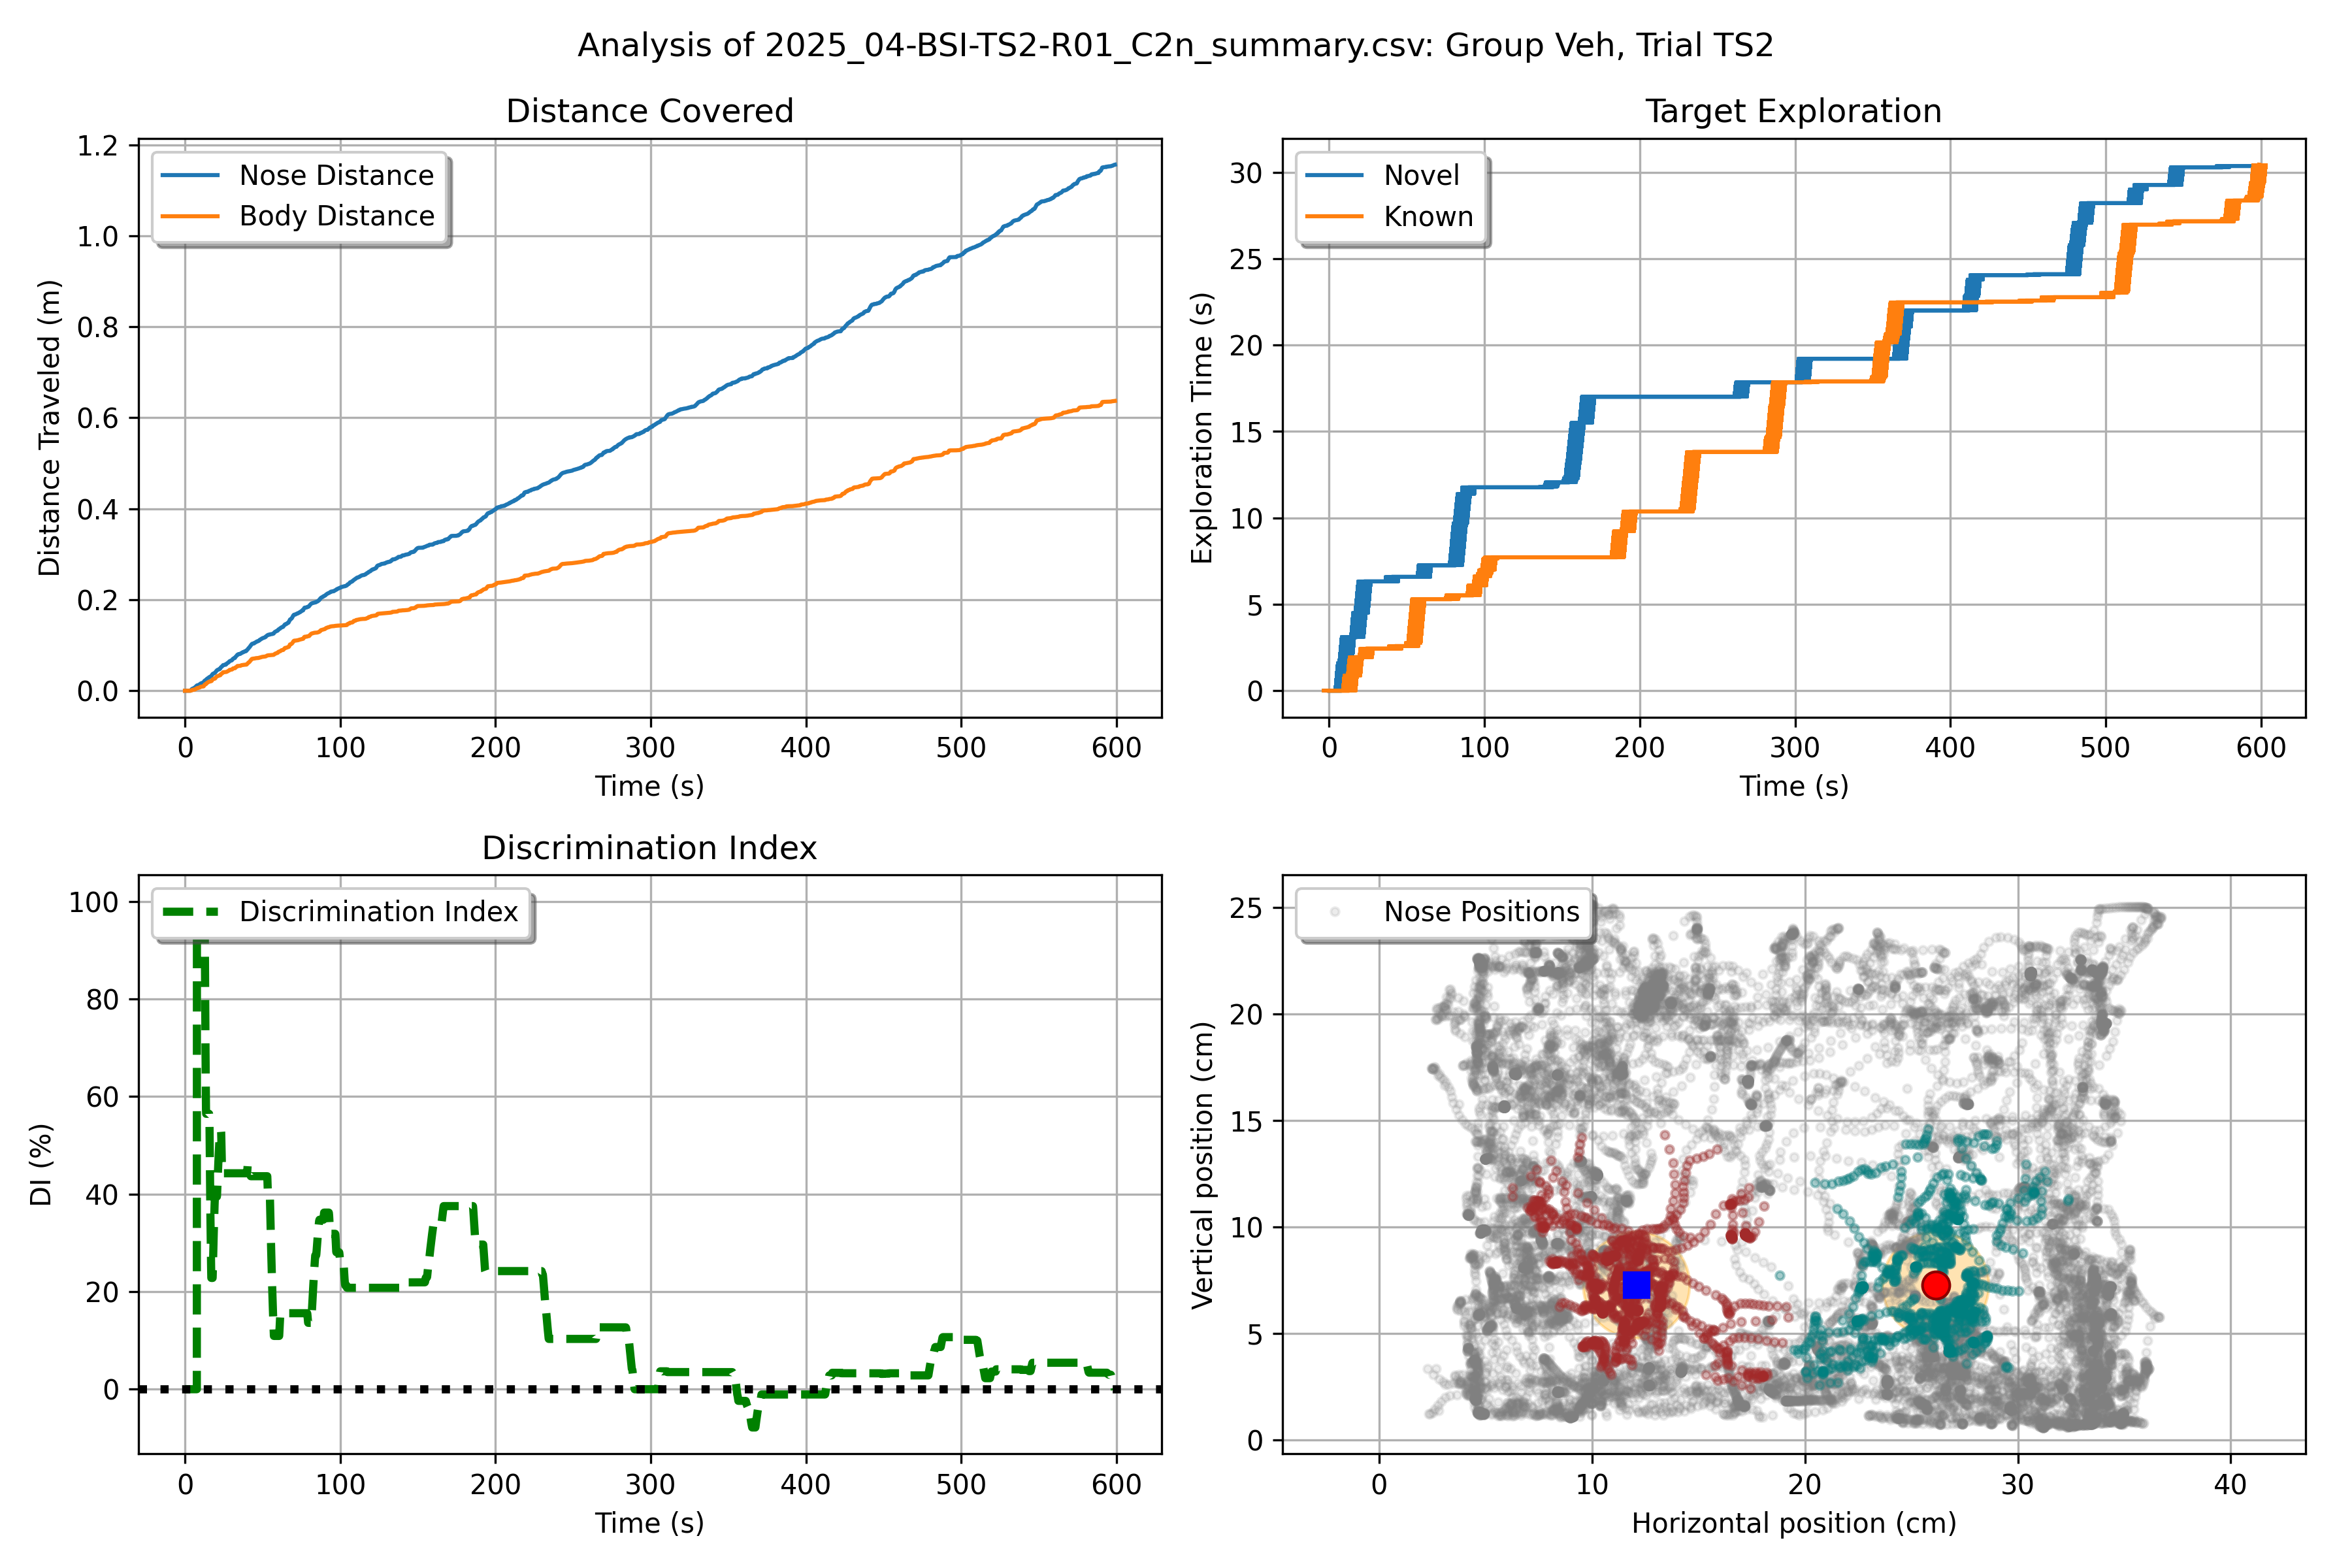 Analysis of 2025_04-BSI-TS2-R01_C2n_summary.csv: Group Veh, Trial TS2
Distance Covered
1.2
1.0
0.8
0.6
0.4
0.2
0.0
Distance Traveled (m)
Nose Distance
Body Distance
0 100 200 300 400 500 600
Time (s)
Target Exploration
30
25
20
15
10
5
0
Exploration Time (s)
Novel
Known
0 100 200 300 400 500 600
Time (s)
Discrimination Index
100
80
60
40
20
0
DI (%)
Discrimination Index
0 100 200 300 400 500 600
Time (s)
25
20
15
10
5
0
Vertical position (cm)
Nose Positions
0 10 20 30 40
Horizontal position (cm)